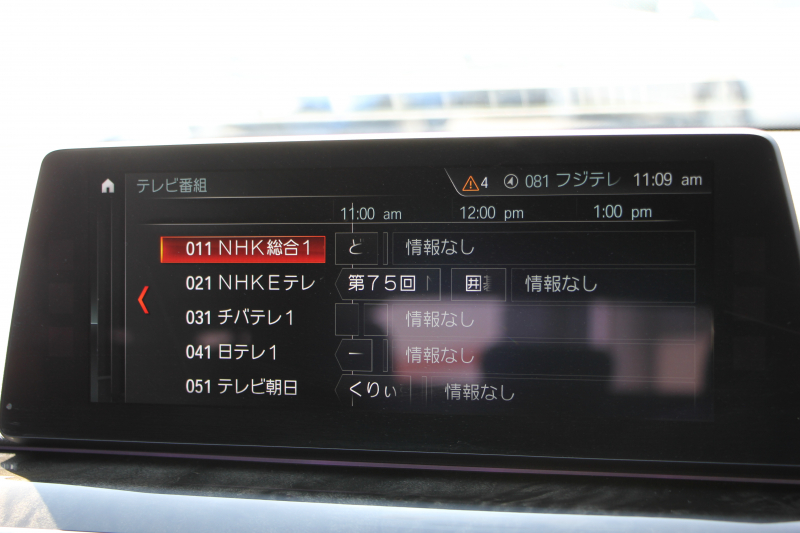 テレビ番組 4 081 フジテレ 11:09 am
11:00 am 12:00 pm 1:00 pm
011 NHK総合1 ど 情報なし
021 NHKEテレ 第75回 囲 情報なし
031 チバテレ1 情報なし
041 日テレ1 一 情報なし
051 テレビ朝日 くりぃ 情報なし